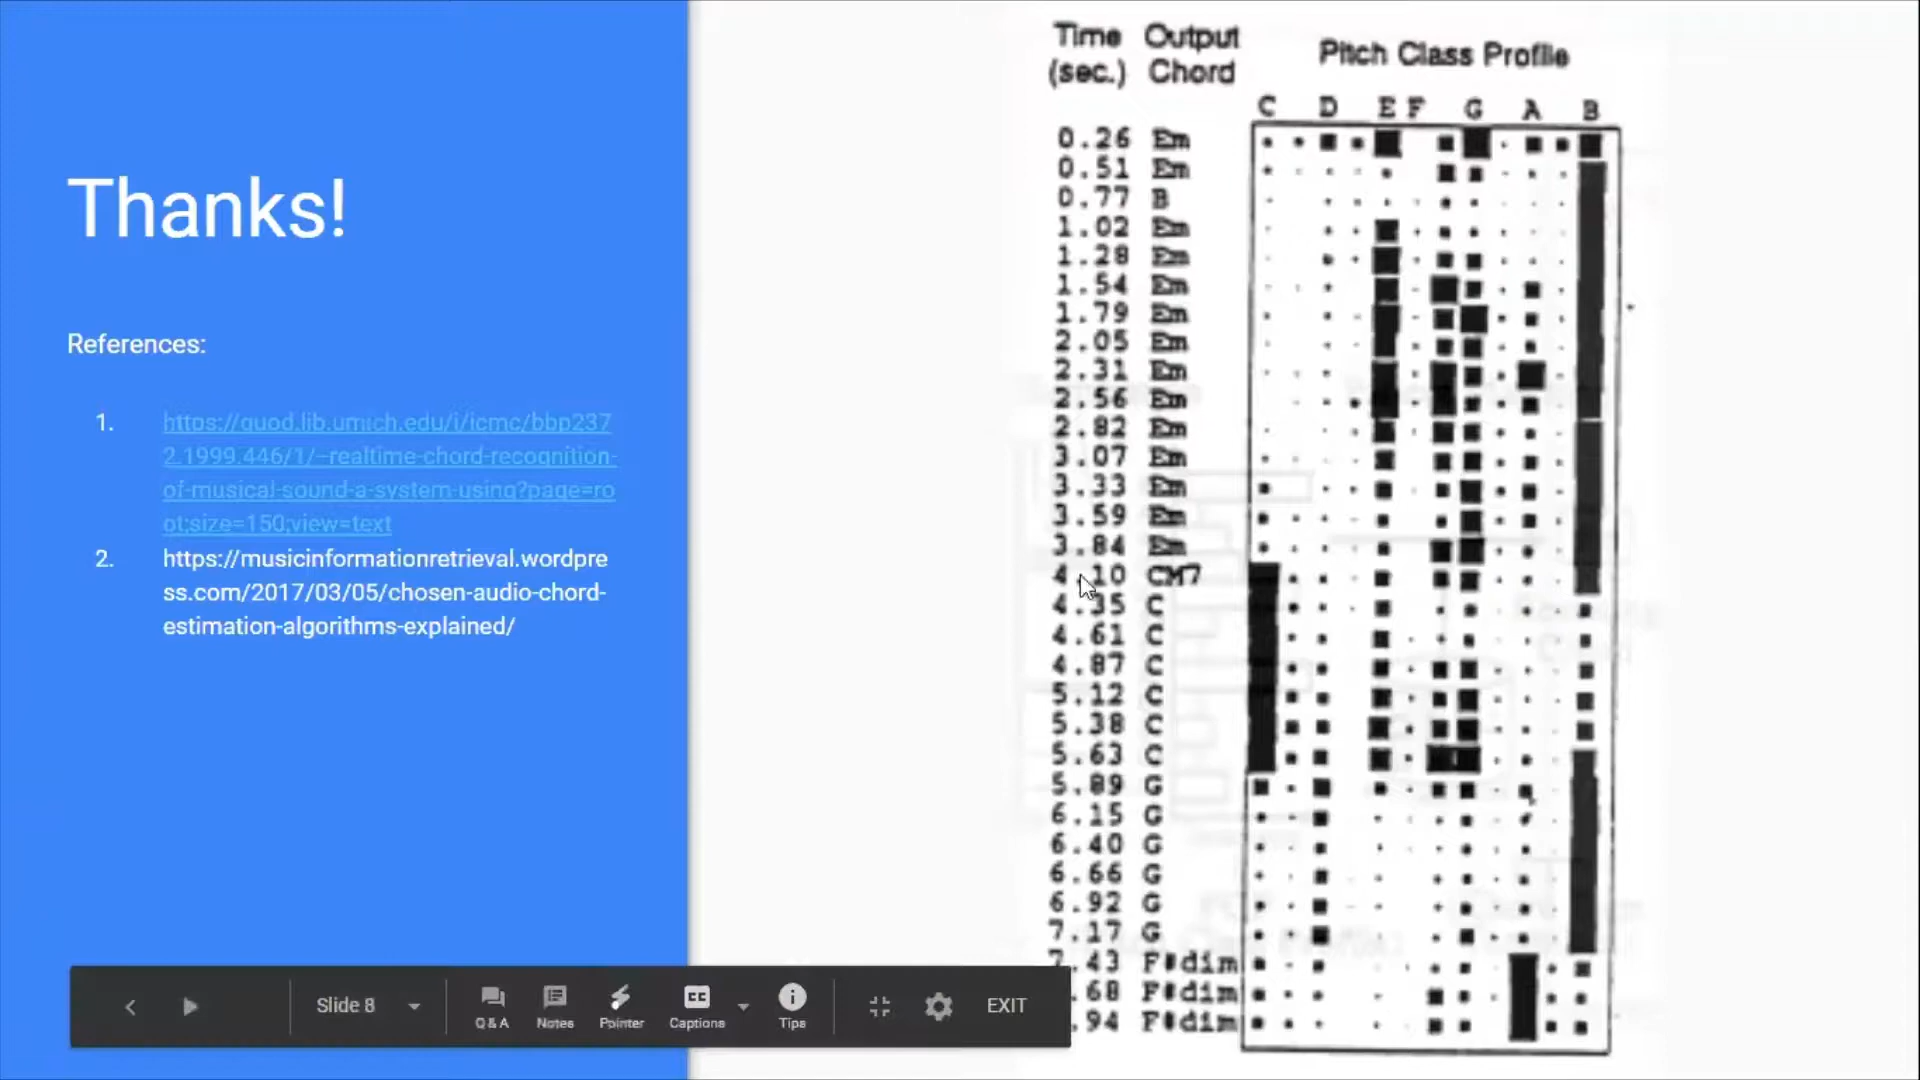 Thanks!
References:
1. https://quod.lib.umich.edu/i/icmc/bbp237
2.1999.446/1/--realtime-chord-recognition-
of-musical-sound-a-system-using?page=ro
ot;size=150;view=text
2. https://musicinformationretrieval.wordpre
ss.com/2017/03/05/chosen-audio-chord-
estimation-algorithms-explained/
Time Output
(sec.) Chord
Pitch Class Profile
C D E F G A B
0.26 Em
0.51 Em
0.77 B
1.02 Em
1.28 Em
1.54 Em
1.79 Em
2.05 Em
2.31 Em
2.56 Em
2.82 Em
3.07 Em
3.33 Em
3.59 Em
3.84 Em
4.10 CM7
4.35 C
4.61 C
4.87 C
5.12 C
5.38 C
5.63 C
5.89 G
6.15 G
6.40 G
6.66 G
6.92 G
7.17 G
7.43 F#dim
.68 F#dim
.94 F#dim
Slide 8
Q & A Notes Pointer Captions Tips
EXIT